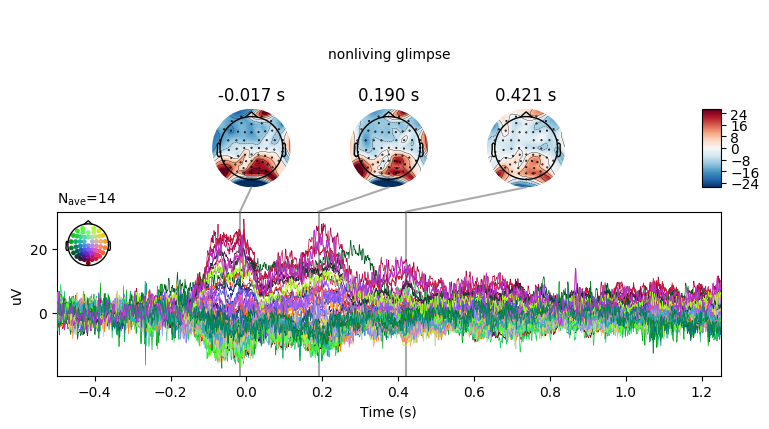 nonliving glimpse
-0.017 s 0.190 s 0.421 s
24
16
8
0
−8
−16
−24
Nave=14
20
0
uV
−0.4 −0.2 0.0 0.2 0.4 0.6 0.8 1.0 1.2
Time (s)